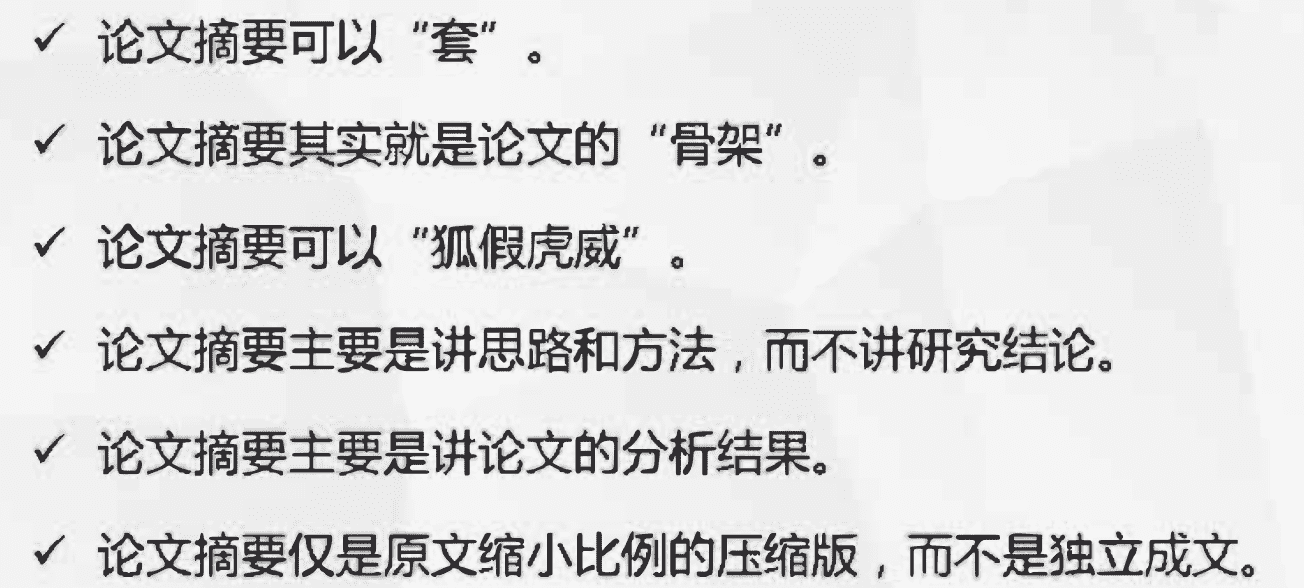 ✓ 论文摘要可以“套”。
✓ 论文摘要其实就是论文的“骨架”。
✓ 论文摘要可以“狐假虎威”。
✓ 论文摘要主要是讲思路和方法，而不讲研究结论。
✓ 论文摘要主要是讲论文的分析结果。
✓ 论文摘要仅是原文缩小比例的压缩版，而不是独立成文。